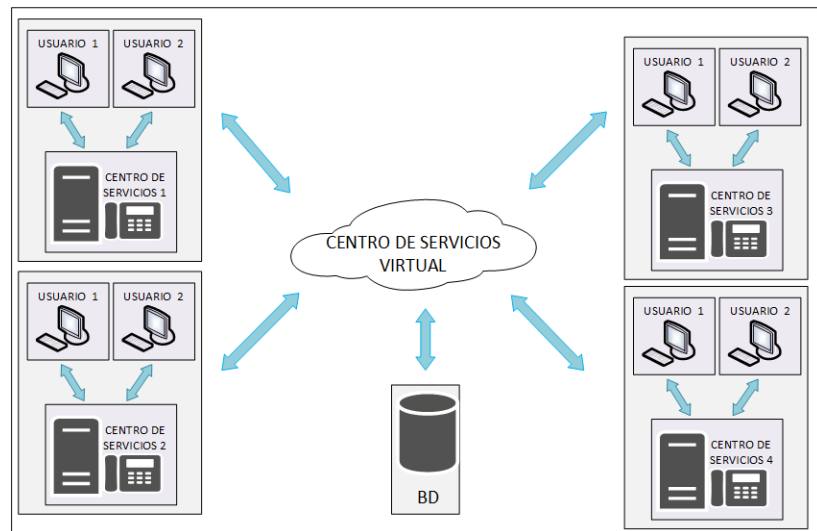 USUARIO 1
USUARIO 2
CENTRO DE
SERVICIOS 1
USUARIO 1
USUARIO 2
CENTRO DE
SERVICIOS 3
CENTRO DE SERVICIOS
VIRTUAL
USUARIO 1
USUARIO 2
CENTRO DE
SERVICIOS 2
USUARIO 1
USUARIO 2
CENTRO DE
SERVICIOS 4
BD